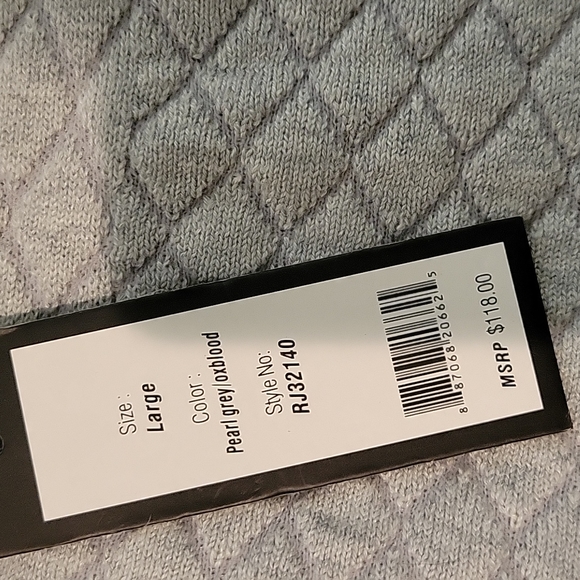 Size :
Large
Color :
Pearl grey/oxblood
Style No:
RJ32140
8 87068 20662 5
MSRP $118.00